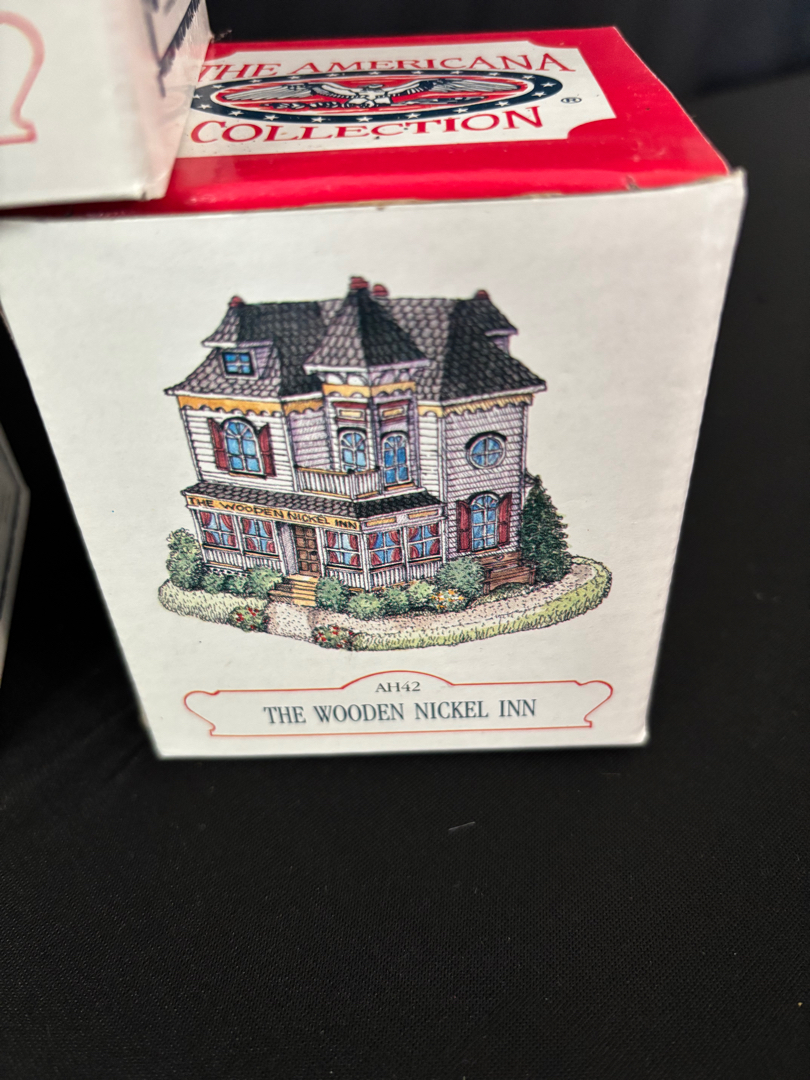 THE AMERICANA
COLLECTION ®
THE WOODEN NICKEL INN
AH42
THE WOODEN NICKEL INN